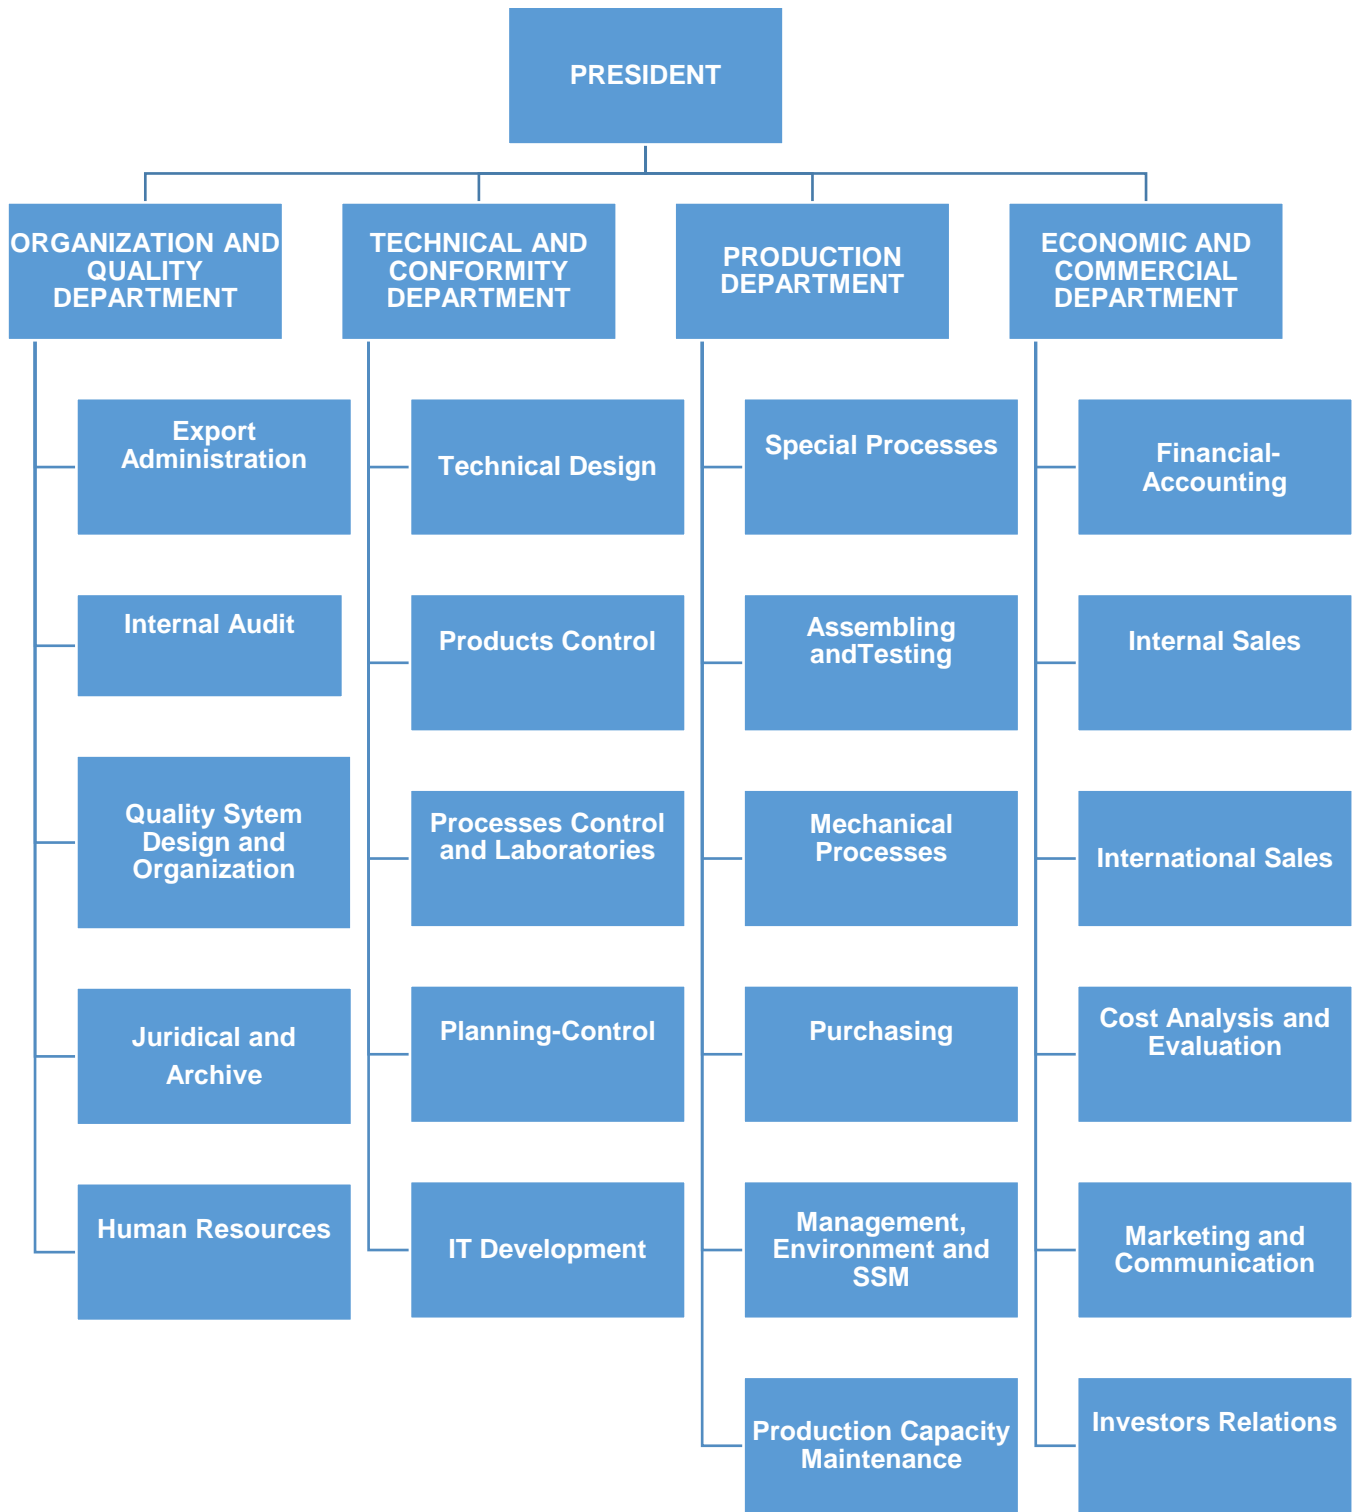 PRESIDENT
ORGANIZATION AND
QUALITY
DEPARTMENT
TECHNICAL AND
CONFORMITY
DEPARTMENT
PRODUCTION
DEPARTMENT
ECONOMIC AND
COMMERCIAL
DEPARTMENT
Export
Administration
Internal Audit
Quality Sytem
Design and
Organization
Juridical and
Archive
Human Resources
Technical Design
Products Control
Processes Control
and Laboratories
Planning-Control
IT Development
Special Processes
Assembling
andTesting
Mechanical
Processes
Purchasing
Management,
Environment and
SSM
Production Capacity
Maintenance
Financial-
Accounting
Internal Sales
International Sales
Cost Analysis and
Evaluation
Marketing and
Communication
Investors Relations